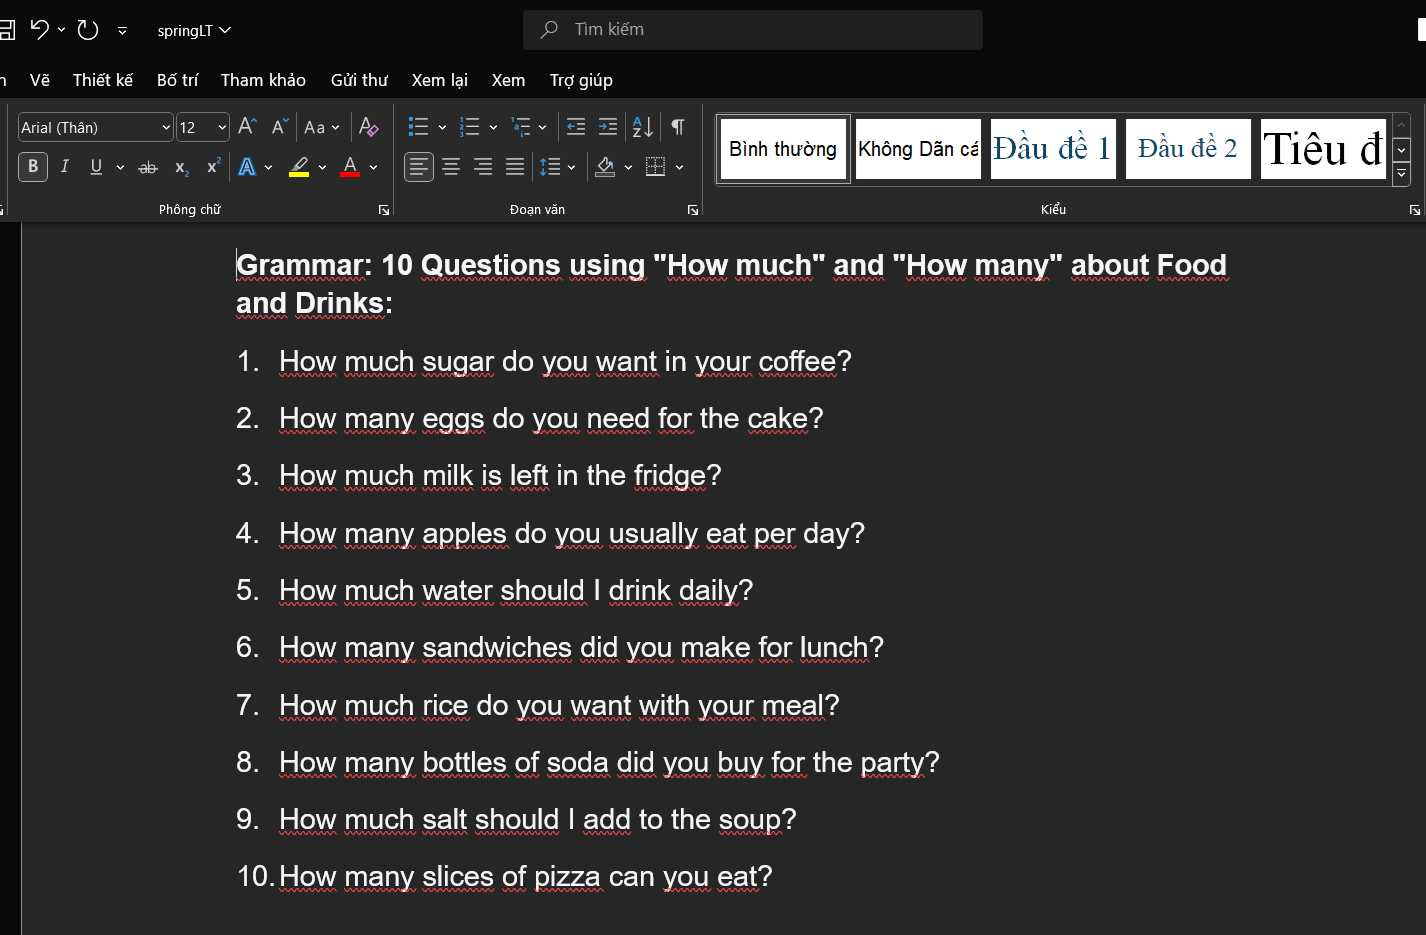 springLT
Tìm kiếm
Vẽ Thiết kế Bố trí Tham khảo Gửi thư Xem lại Xem Trợ giúp
Arial (Thân) 12
Bình thường Không Dãn cá Đầu đề 1 Đầu đề 2 Tiêu đ
Phông chữ Đoạn văn Kiểu
Grammar: 10 Questions using "How much" and "How many" about Food
and Drinks:
1. How much sugar do you want in your coffee?
2. How many eggs do you need for the cake?
3. How much milk is left in the fridge?
4. How many apples do you usually eat per day?
5. How much water should I drink daily?
6. How many sandwiches did you make for lunch?
7. How much rice do you want with your meal?
8. How many bottles of soda did you buy for the party?
9. How much salt should I add to the soup?
10. How many slices of pizza can you eat?